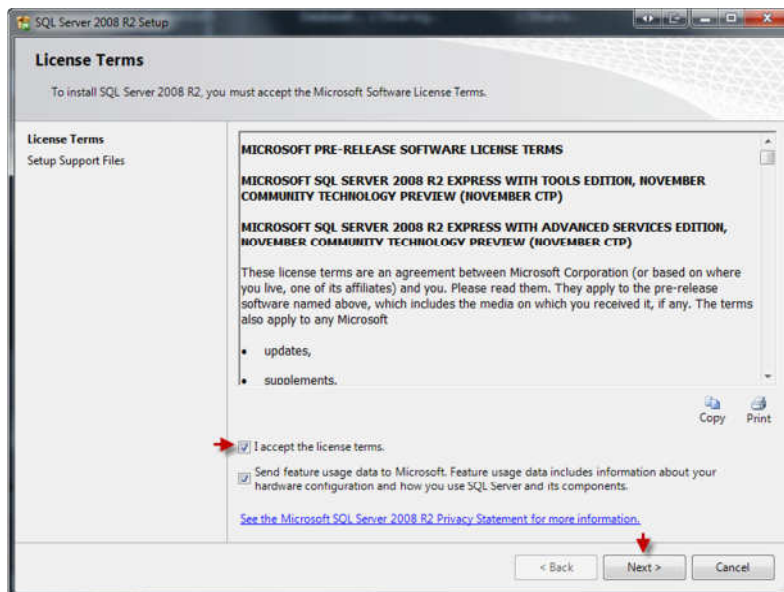 SQL Server 2008 R2 Setup
License Terms
To install SQL Server 2008 R2, you must accept the Microsoft Software License Terms.
License Terms
Setup Support Files
MICROSOFT PRE-RELEASE SOFTWARE LICENSE TERMS
MICROSOFT SQL SERVER 2008 R2 EXPRESS WITH TOOLS EDITION, NOVEMBER
COMMUNITY TECHNOLOGY PREVIEW (NOVEMBER CTP)
MICROSOFT SQL SERVER 2008 R2 EXPRESS WITH ADVANCED SERVICES EDITION,
NOVEMBER COMMUNITY TECHNOLOGY PREVIEW (NOVEMBER CTP)
These license terms are an agreement between Microsoft Corporation (or based on where
you live, one of its affiliates) and you. Please read them. They apply to the pre-release
software named above, which includes the media on which you received it, if any. The terms
also apply to any Microsoft
• updates,
• supplements,
Copy Print
I accept the license terms.
Send feature usage data to Microsoft. Feature usage data includes information about your
hardware configuration and how you use SQL Server and its components.
See the Microsoft SQL Server 2008 R2 Privacy Statement for more information.
< Back Next > Cancel